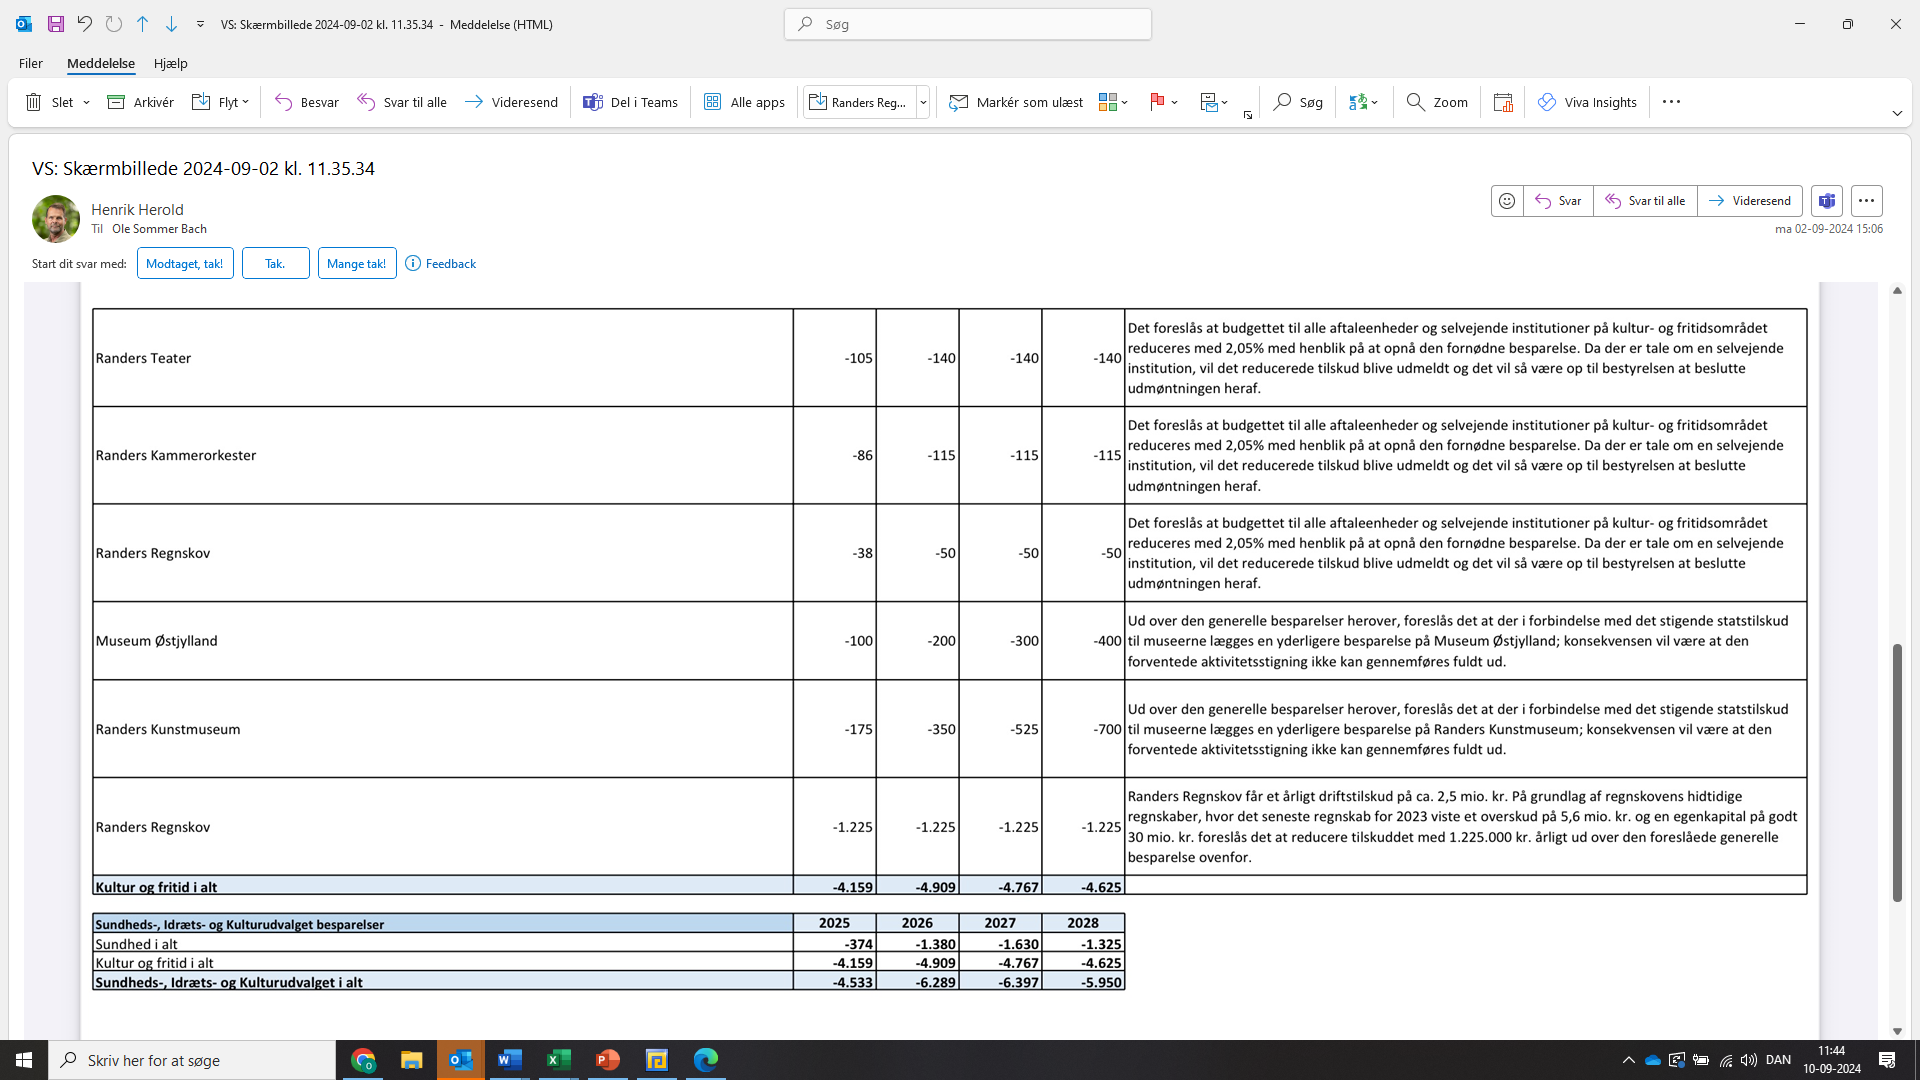 VS: Skærmbillede 2024-09-02 kl. 11.35.34 - Meddelelse (HTML)
Søg
Filer Meddelelse Hjælp
Slet Arkivér Flyt Besvar Svar til alle Videresend Del i Teams Alle apps Randers Reg... Markér som ulæst Søg Zoom Viva Insights
VS: Skærmbillede 2024-09-02 kl. 11.35.34
Henrik Herold
Til Ole Sommer Bach
Svar Svar til alle Videresend
ma 02-09-2024 15:06
Start dit svar med: Modtaget, tak! Tak. Mange tak! Feedback
Randers Teater -105 -140 -140 -140
Det foreslås at budgettet til alle aftaleenheder og selvejende institutioner på kultur- og fritidsområdet
reduceres med 2,05% med henblik på at opnå den fornødne besparelse. Da der er tale om en selvejende
institution, vil det reducerede tilskud blive udmeldt og det vil så være op til bestyrelsen at beslutte
udmøntningen heraf.
Randers Kammerorkester -86 -115 -115 -115
Det foreslås at budgettet til alle aftaleenheder og selvejende institutioner på kultur- og fritidsområdet
reduceres med 2,05% med henblik på at opnå den fornødne besparelse. Da der er tale om en selvejende
institution, vil det reducerede tilskud blive udmeldt og det vil så være op til bestyrelsen at beslutte
udmøntningen heraf.
Randers Regnskov -38 -50 -50 -50
Det foreslås at budgettet til alle aftaleenheder og selvejende institutioner på kultur- og fritidsområdet
reduceres med 2,05% med henblik på at opnå den fornødne besparelse. Da der er tale om en selvejende
institution, vil det reducerede tilskud blive udmeldt og det vil så være op til bestyrelsen at beslutte
udmøntningen heraf.
Museum Østjylland -100 -200 -300 -400
Ud over den generelle besparelser herover, foreslås det at der i forbindelse med det stigende statstilskud
til museerne lægges en yderligere besparelse på Museum Østjylland; konsekvensen vil være at den
forventede aktivitetsstigning ikke kan gennemføres fuldt ud.
Randers Kunstmuseum -175 -350 -525 -700
Ud over den generelle besparelser herover, foreslås det at der i forbindelse med det stigende statstilskud
til museerne lægges en yderligere besparelse på Randers Kunstmuseum; konsekvensen vil være at den
forventede aktivitetsstigning ikke kan gennemføres fuldt ud.
Randers Regnskov -1.225 -1.225 -1.225 -1.225
Randers Regnskov får et årligt driftstilskud på ca. 2,5 mio. kr. På grundlag af regnskovens hidtidige
regnskaber, hvor det seneste regnskab for 2023 viste et overskud på 5,6 mio. kr. og en egenkapital på godt
30 mio. kr. foreslås det at reducere tilskuddet med 1.225.000 kr. årligt ud over den foreslåede generelle
besparelse ovenfor.
Kultur og fritid i alt -4.159 -4.909 -4.767 -4.625
Sundheds-, Idræts- og Kulturudvalget besparelser 2025 2026 2027 2028
Sundhed i alt -374 -1.380 -1.630 -1.325
Kultur og fritid i alt -4.159 -4.909 -4.767 -4.625
Sundheds-, Idræts- og Kulturudvalget i alt -4.533 -6.289 -6.397 -5.950
Skriv her for at søge
DAN
11:44
10-09-2024